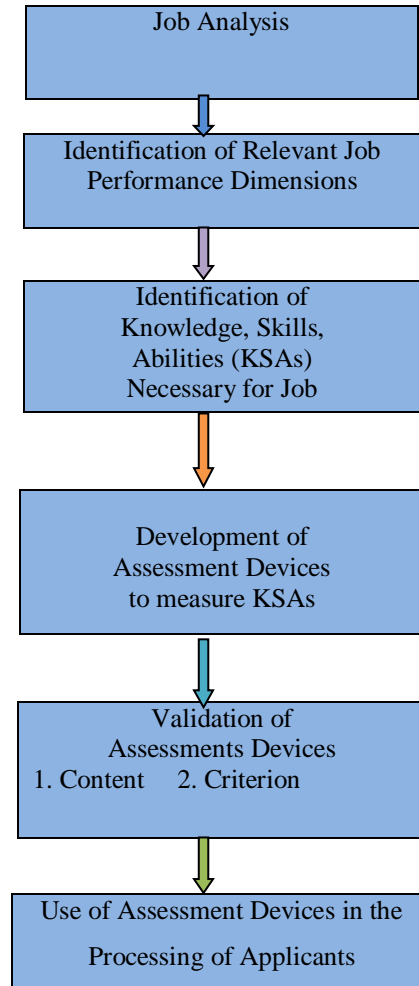 Job Analysis
Identification of Relevant Job
Performance Dimensions
Identification of
Knowledge, Skills,
Abilities (KSAs)
Necessary for Job
Development of
Assessment Devices
to measure KSAs
Validation of
Assessments Devices
1. Content 2. Criterion
Use of Assessment Devices in the
Processing of Applicants